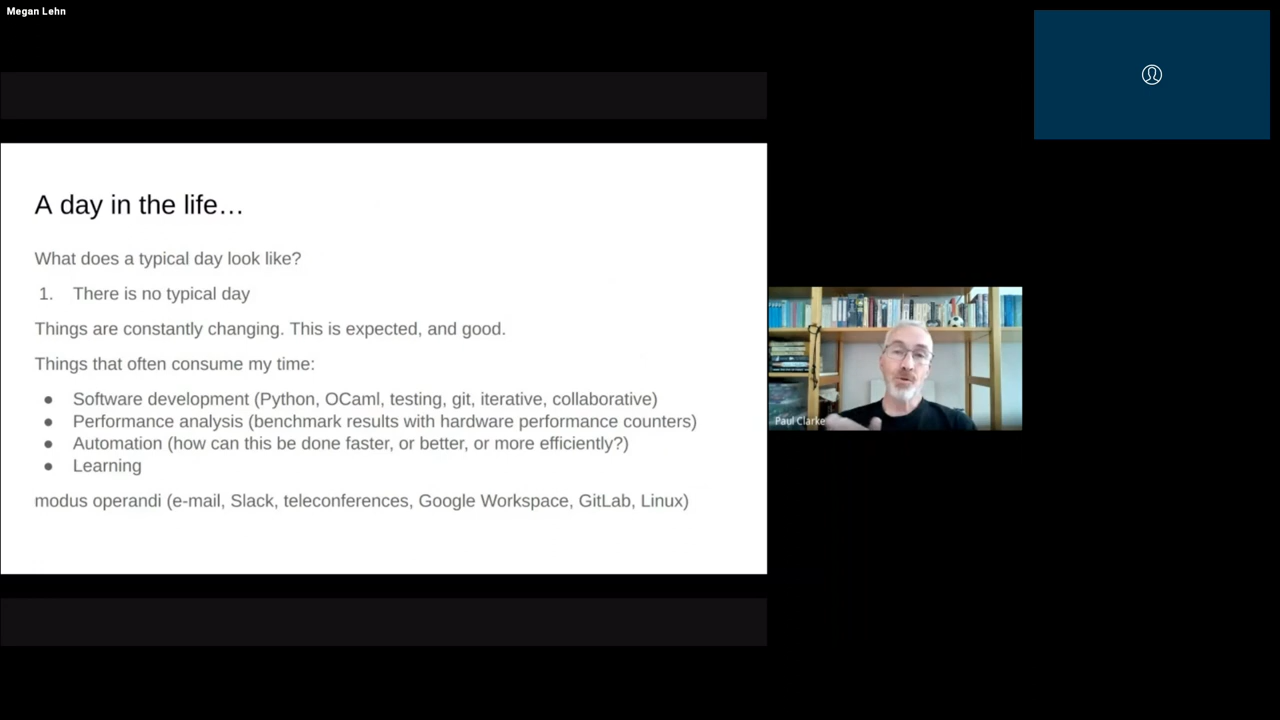 Megan Lehn
A day in the life…
What does a typical day look like?
1. There is no typical day
Things are constantly changing. This is expected, and good.
Things that often consume my time:
● Software development (Python, OCaml, testing, git, iterative, collaborative)
● Performance analysis (benchmark results with hardware performance counters)
● Automation (how can this be done faster, or better, or more efficiently?)
● Learning
modus operandi (e-mail, Slack, teleconferences, Google Workspace, GitLab, Linux)
Paul Clarke